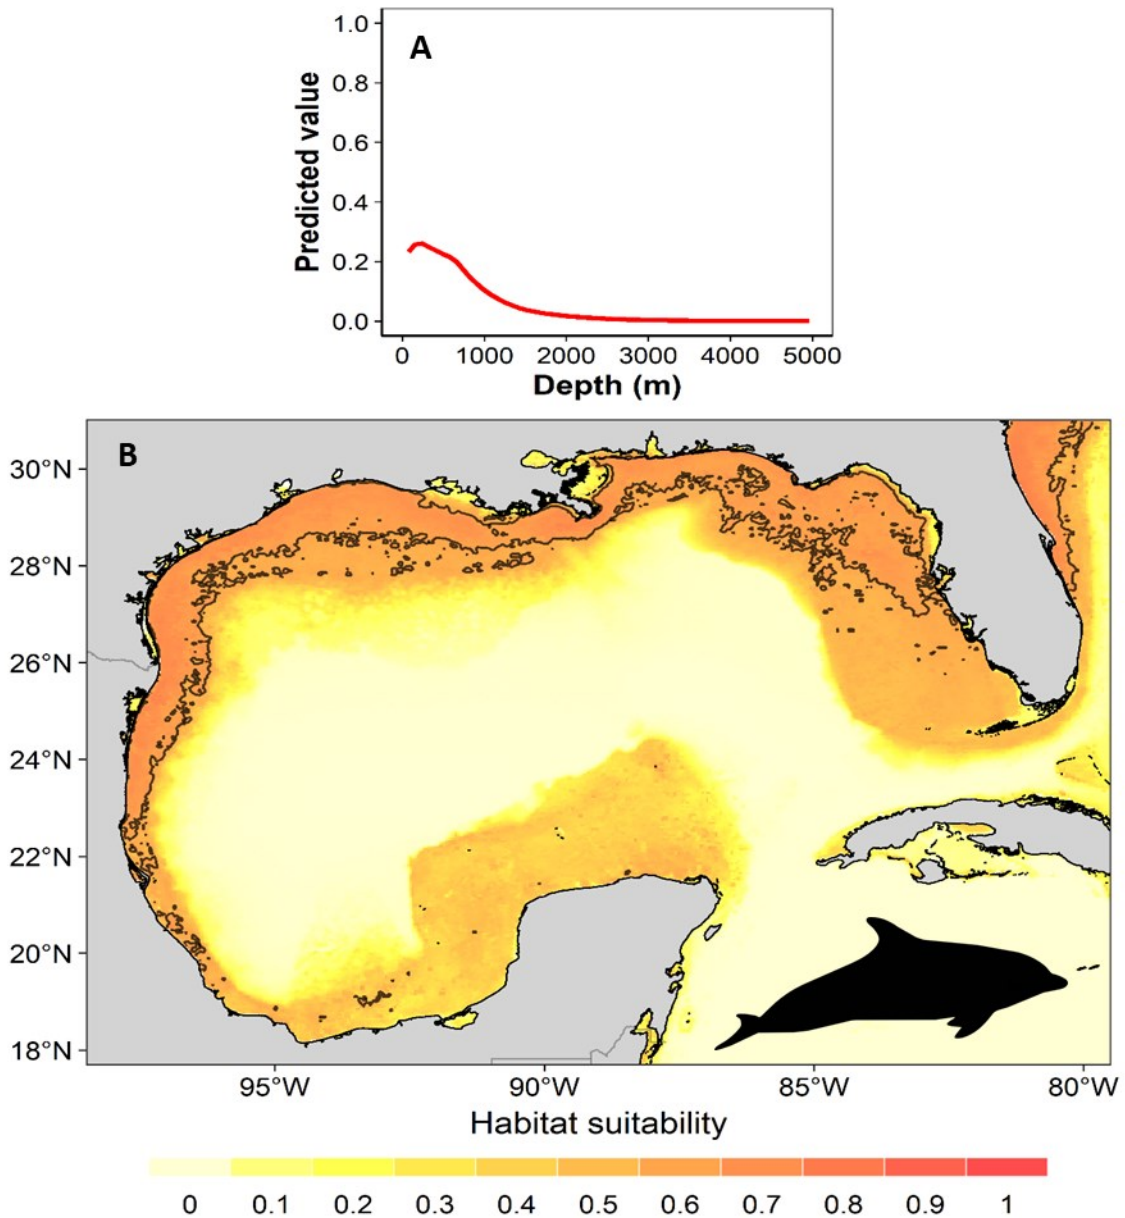 A
Predicted value
1.0
0.8
0.6
0.4
0.2
0.0
0 1000 2000 3000 4000 5000
Depth (m)
B
30°N
28°N
26°N
24°N
22°N
20°N
18°N
95°W 90°W 85°W 80°W
Habitat suitability
0 0.1 0.2 0.3 0.4 0.5 0.6 0.7 0.8 0.9 1